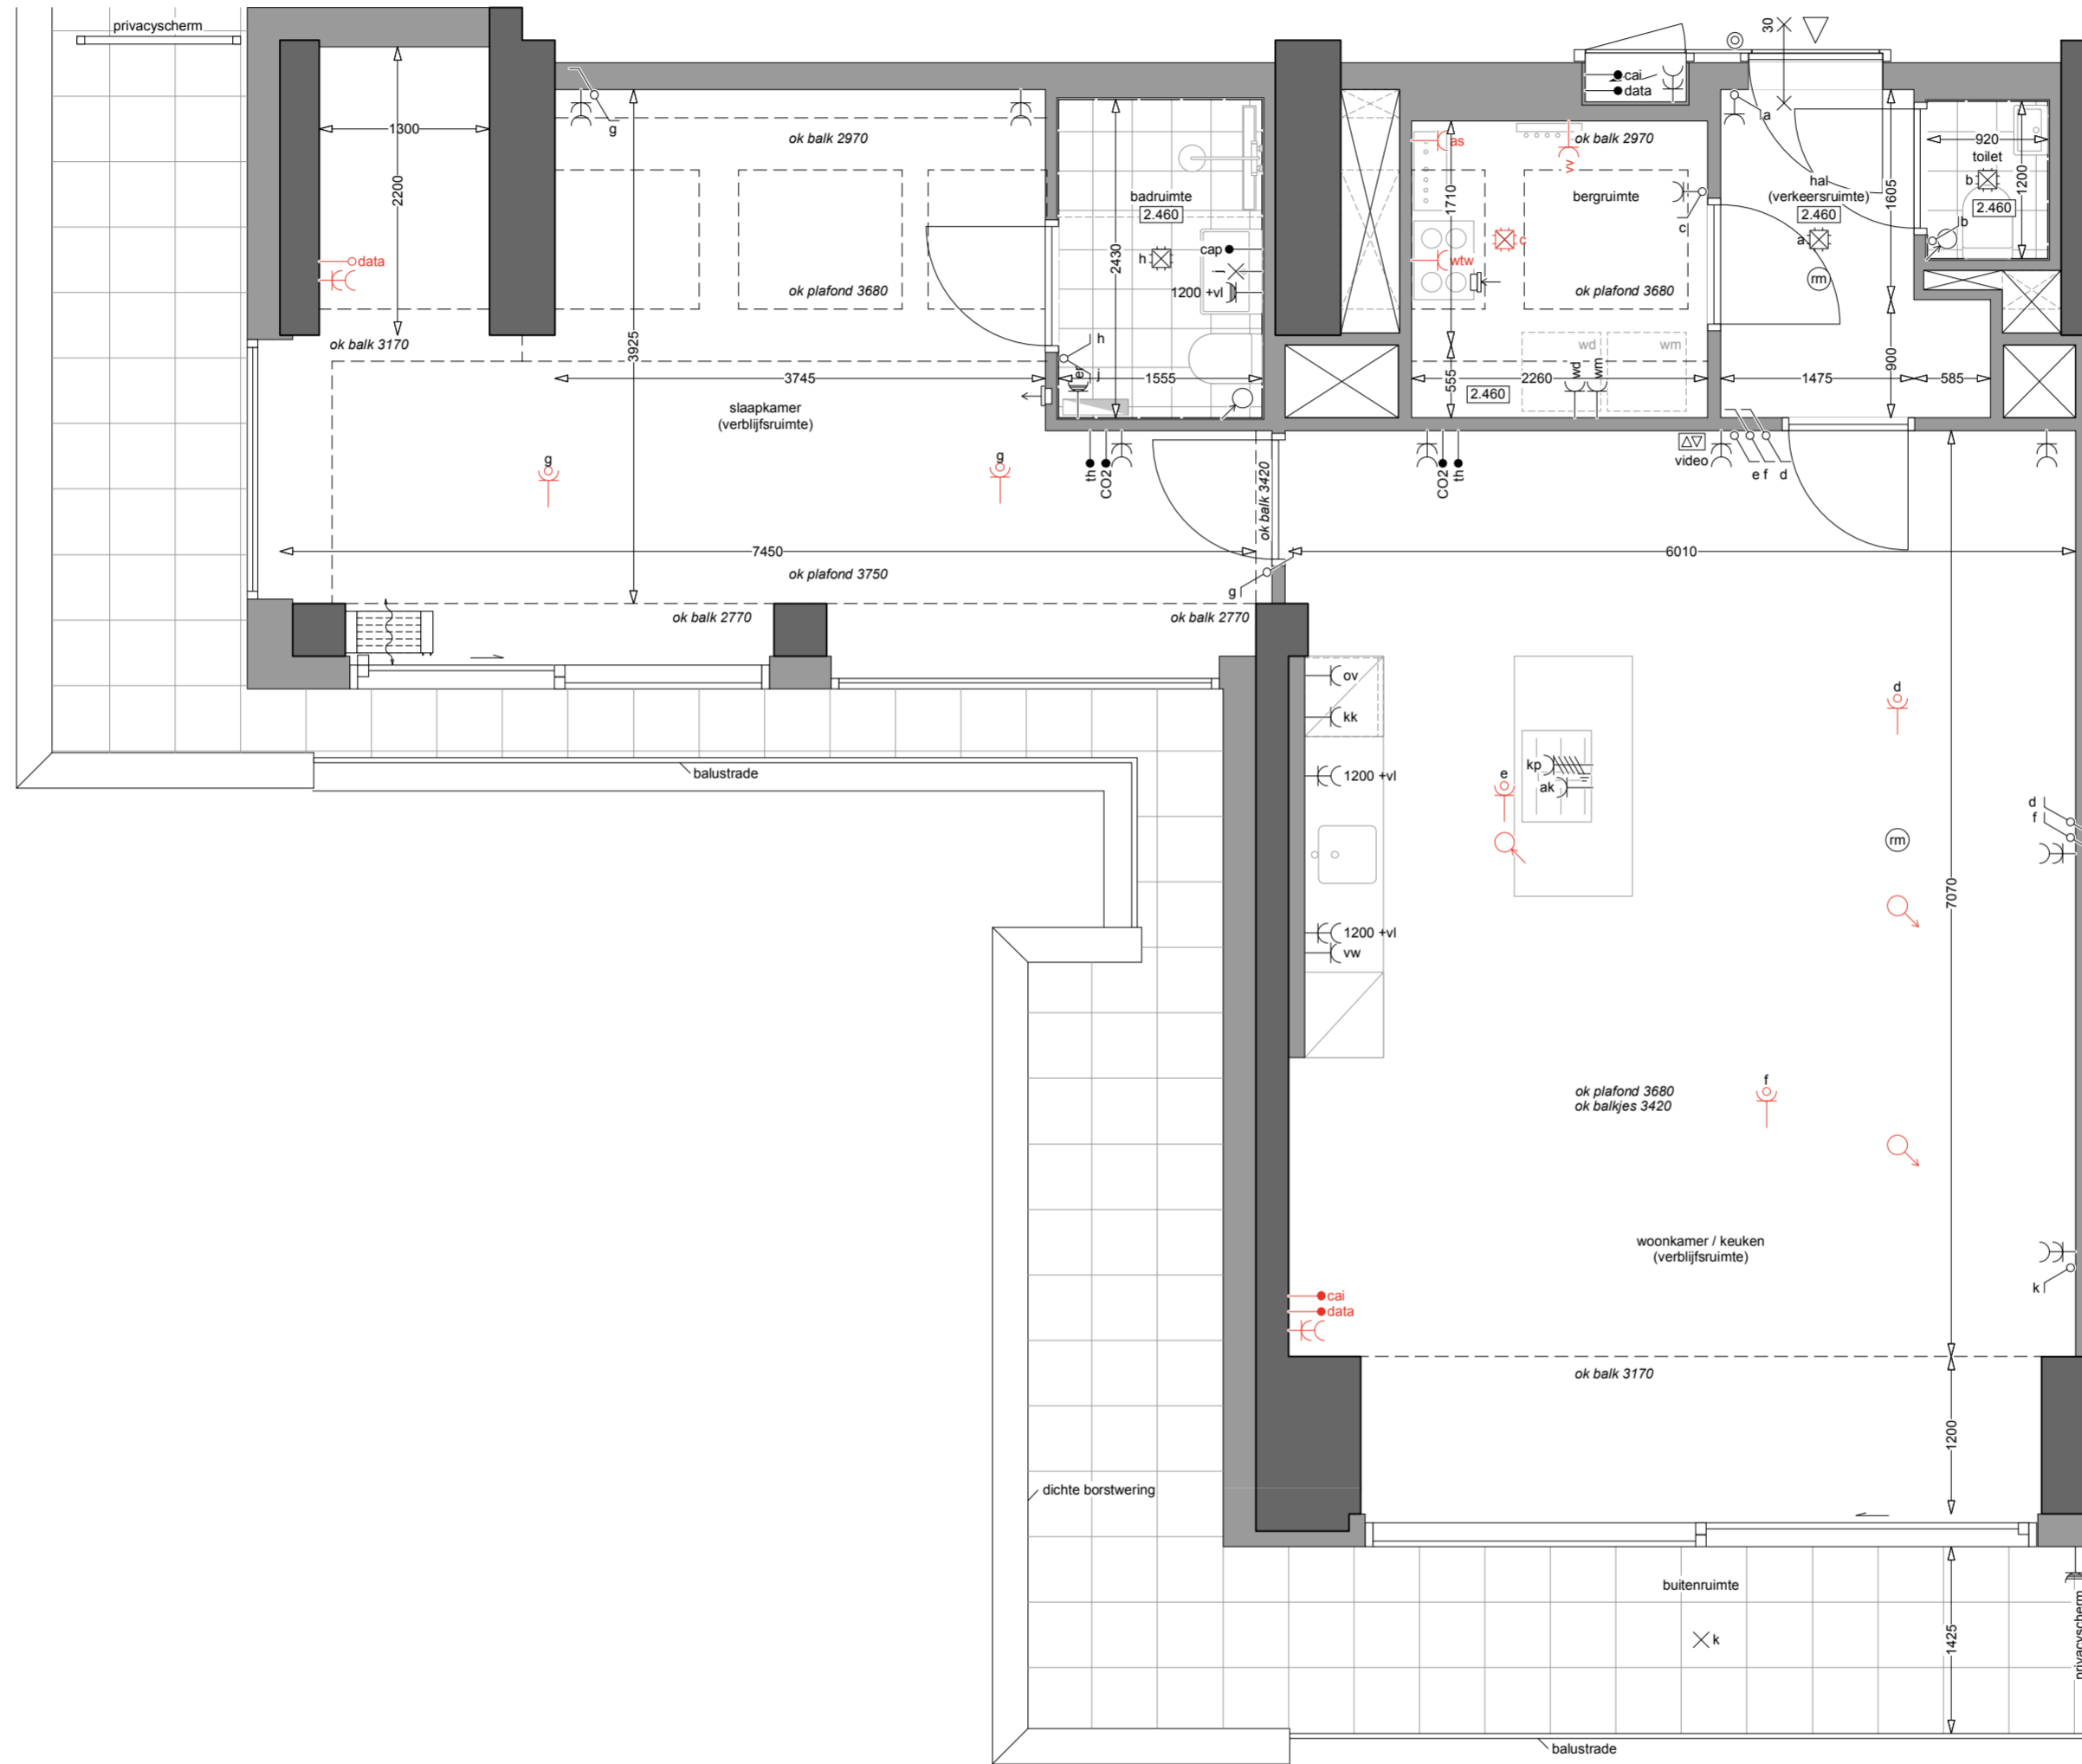 privacyscherm
30
cai
data
g
a
1300
ok balk 2970
as
vv
ok balk 2970
920
toilet
b
1200
2200
3925
badruimte
2.460
2430
1710
bergruimte
c
hal
(verkeersruimte)
2.460
1605
2.460
b
h
cap
j
1200 +vl
c
wtw
a
rm
data
ok plafond 3680
ok plafond 3680
ok balk 3170
h
j
er
wd
wm
wd
wm
3745
1555
555
2.460
2260
1475
900
585
slaapkamer
(verblijfsruimte)
g
g
th
CO2
ok balk 3420
CO2
th
video
e f d
7450
6010
ok plafond 3750
g
ok balk 2770
ok balk 2770
ov
kk
d
balustrade
1200 +vl
kp
ak
e
d
f
rm
7070
1200 +vl
vw
ok plafond 3680
ok balkjes 3420
f
woonkamer / keuken
(verblijfsruimte)
k
cai
data
ok balk 3170
1200
dichte borstwering
buitenruimte
k
1425
privacyscherm
balustrade